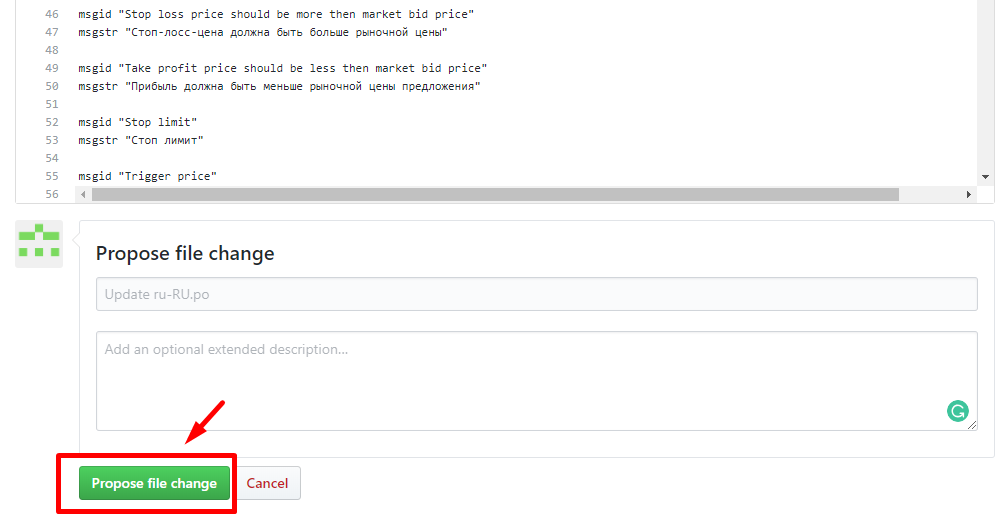 46 msgid "Stop loss price should be more then market bid price"
47 msgstr "Стоп-лосс-цена должна быть больше рыночной цены"
48
49 msgid "Take profit price should be less then market bid price"
50 msgstr "Прибыль должна быть меньше рыночной цены предложения"
51
52 msgid "Stop limit"
53 msgstr "Стоп лимит"
54
55 msgid "Trigger price"
56
Propose file change
Update ru-RU.po
Add an optional extended description...
Propose file change Cancel